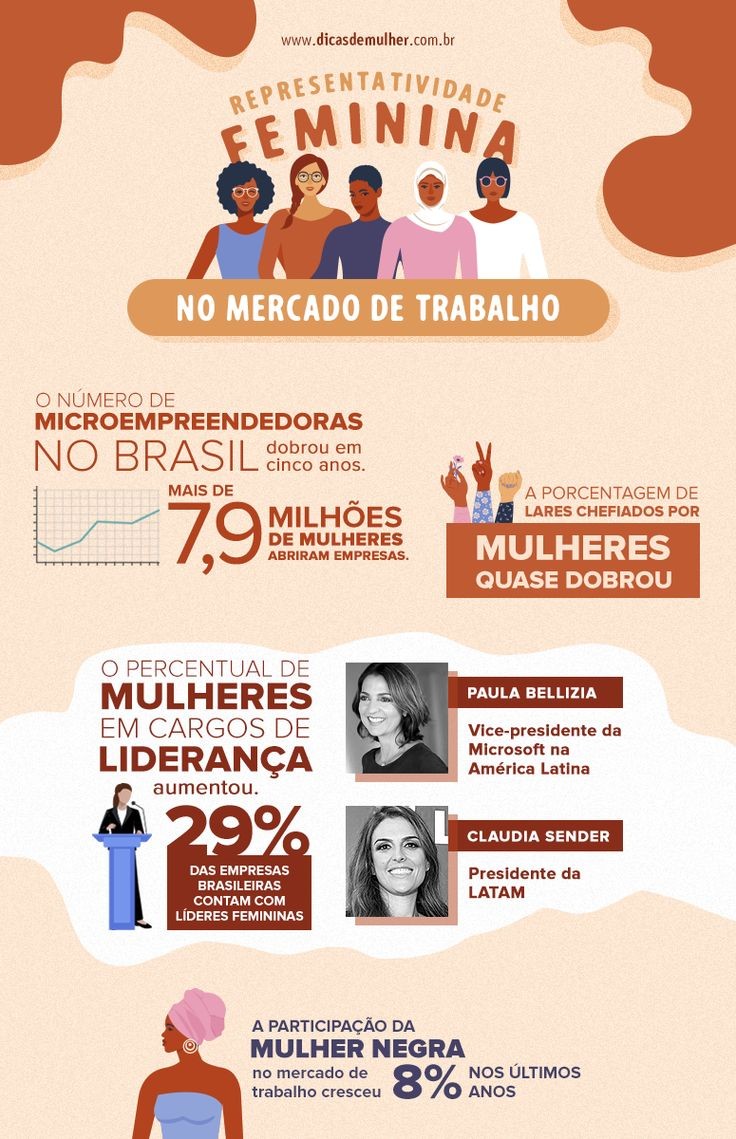 www.dicasdemulher.com.br
REPRESENTATIVIDADE
FEMININA
NO MERCADO DE TRABALHO
O NÚMERO DE
MICROEMPREENDEDORAS
NO BRASIL dobrou em
cinco anos.
MAIS DE
7,9 MILHÕES
DE MULHERES
ABRIRAM EMPRESAS.
A PORCENTAGEM DE
LARES CHEFIADOS POR
MULHERES
QUASE DOBROU
O PERCENTUAL DE
MULHERES
EM CARGOS DE
LIDERANÇA
aumentou.
29%
DAS EMPRESAS
BRASILEIRAS
CONTAM COM
LÍDERES FEMININAS
PAULA BELLIZIA
Vice-presidente da
Microsoft na
América Latina
CLAUDIA SENDER
Presidente da
LATAM
A PARTICIPAÇÃO DA
MULHER NEGRA
no mercado de
trabalho cresceu 8% NOS ÚLTIMOS
ANOS